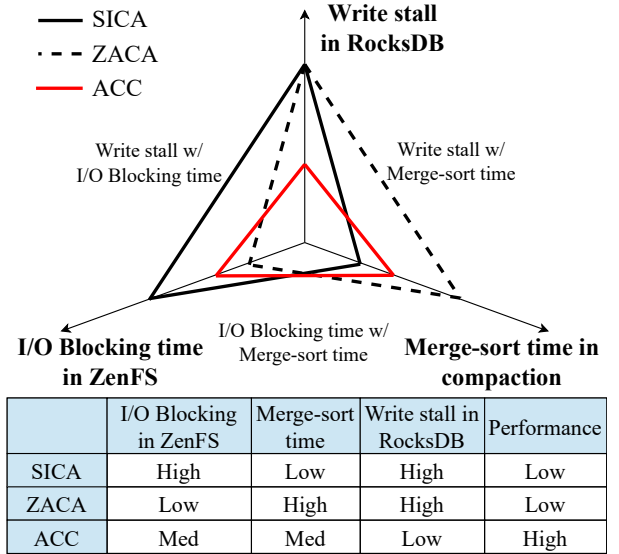 Write stall
in RocksDB
SICA
ZACA
ACC
Write stall w/
I/O Blocking time
Write stall w/
Merge-sort time
I/O Blocking time w/
Merge-sort time
I/O Blocking time
in ZenFS
Merge-sort time in
compaction
I/O Blocking
in ZenFS
Merge-sort
time
Write stall in
RocksDB
Performance
SICA High Low High Low
ZACA Low High High Low
ACC Med Med Low High